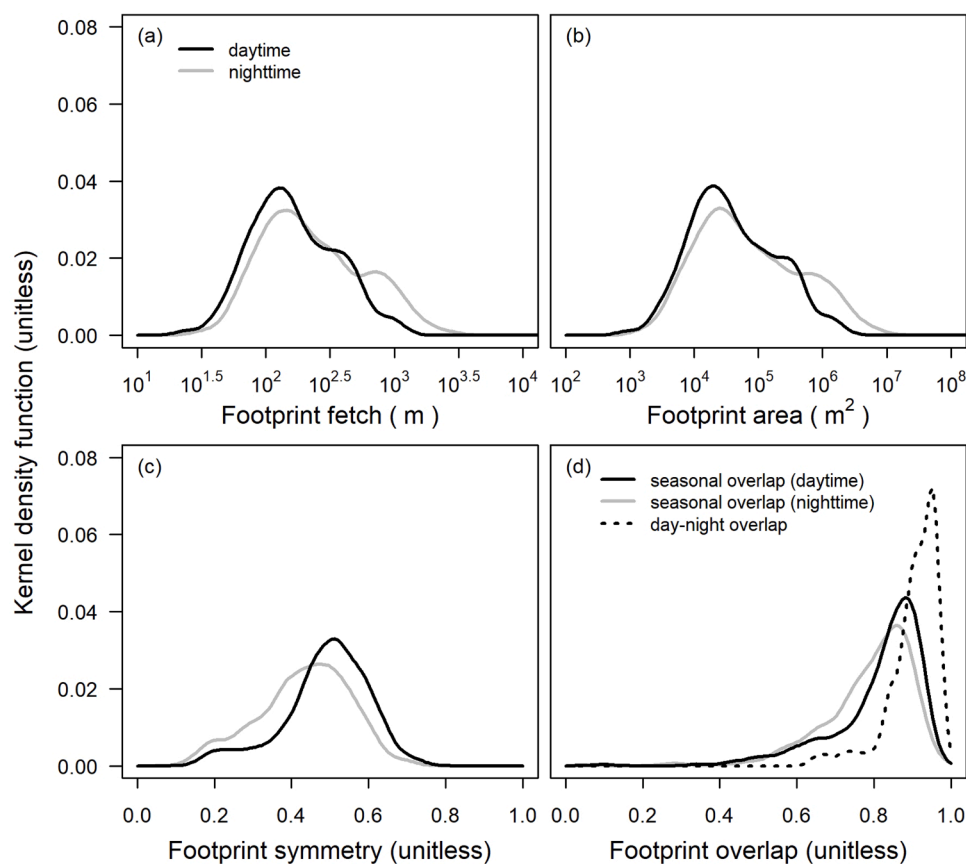 (a)
daytime
nighttime
(b)
Kernel density function (unitless)
0.08
0.06
0.04
0.02
0.00
10^1 10^1.5 10^2 10^2.5 10^3 10^3.5 10^4
Footprint fetch ( m )
10^2 10^3 10^4 10^5 10^6 10^7 10^8
Footprint area ( m^2 )
(c)
0.08
0.06
0.04
0.02
0.00
0.0 0.2 0.4 0.6 0.8 1.0
Footprint symmetry (unitless)
(d)
seasonal overlap (daytime)
seasonal overlap (nighttime)
day-night overlap
0.0 0.2 0.4 0.6 0.8 1.0
Footprint overlap (unitless)